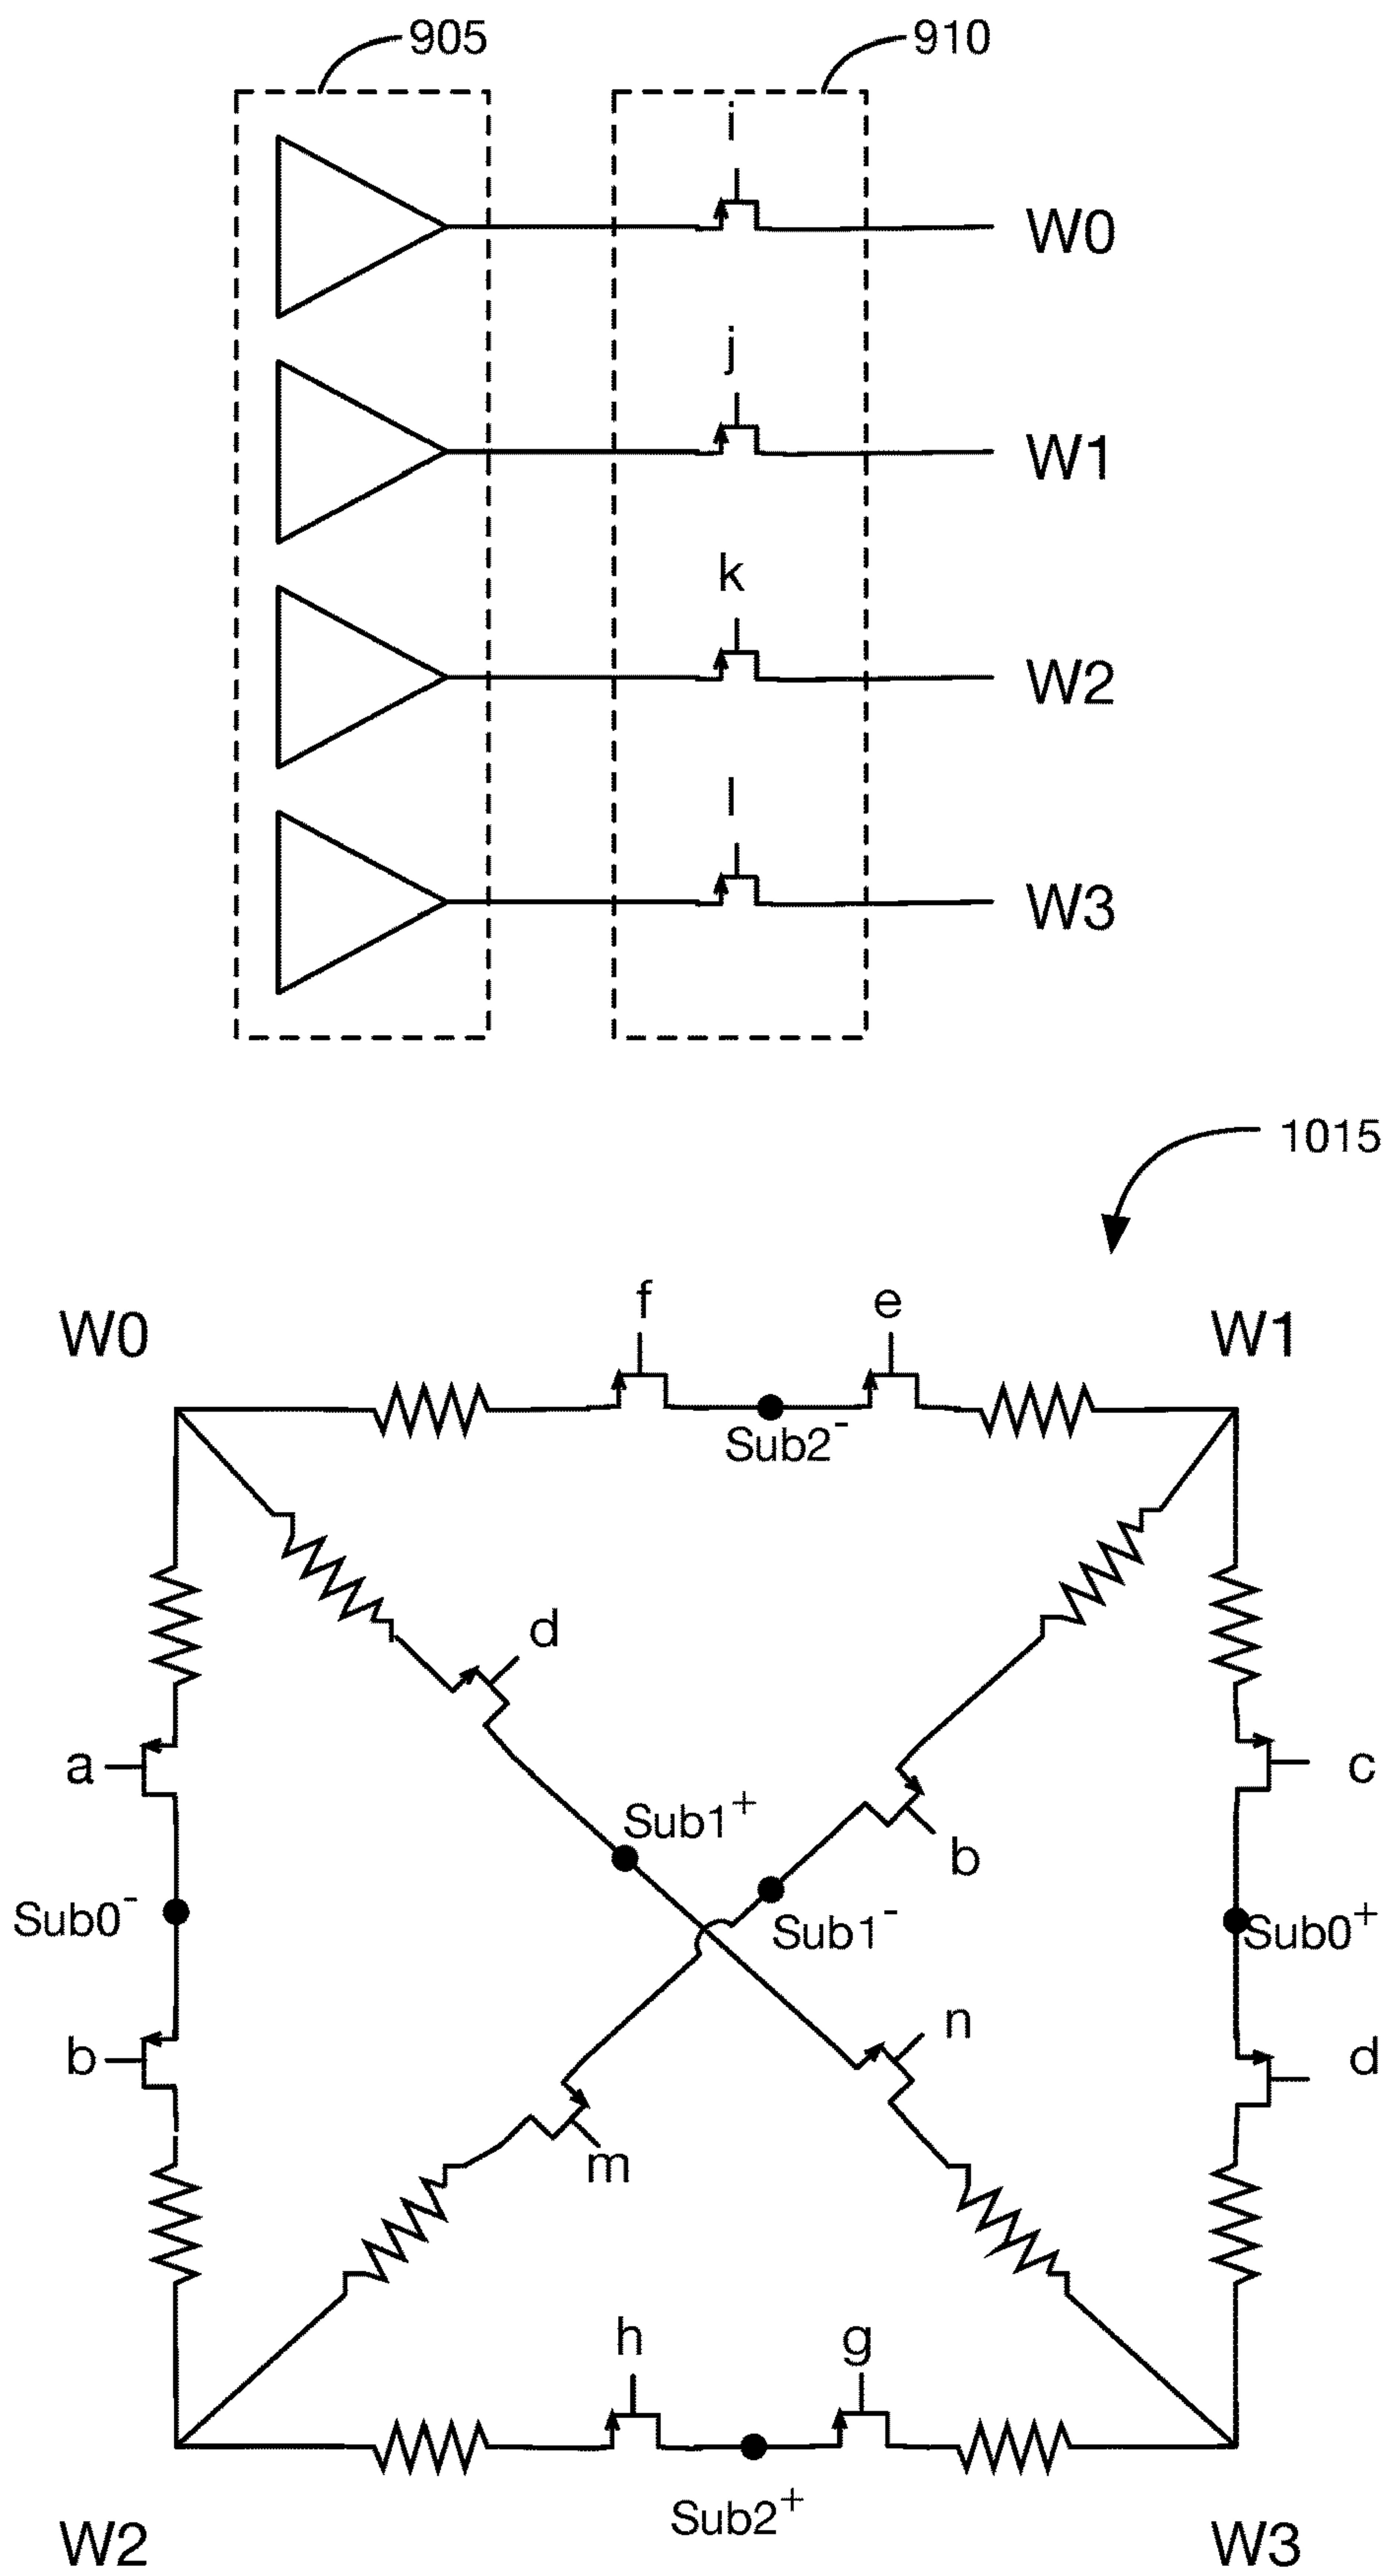 905 910
i
W0
j
W1
k
W2
l
W3
1015
W0 f e W1
Sub2-
d
a Sub1+ c
b
Sub0- Sub1- Sub0+
n
b d
m
h g
Sub2+
W2 W3